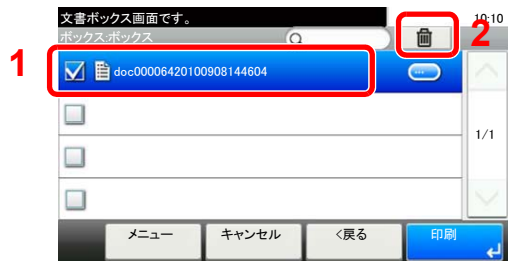 文書ボックス画面です。
10:10
ボックス:ボックス
2
1
doc00006420100908144604
1/1
メニュー
キャンセル
<戻る
印刷